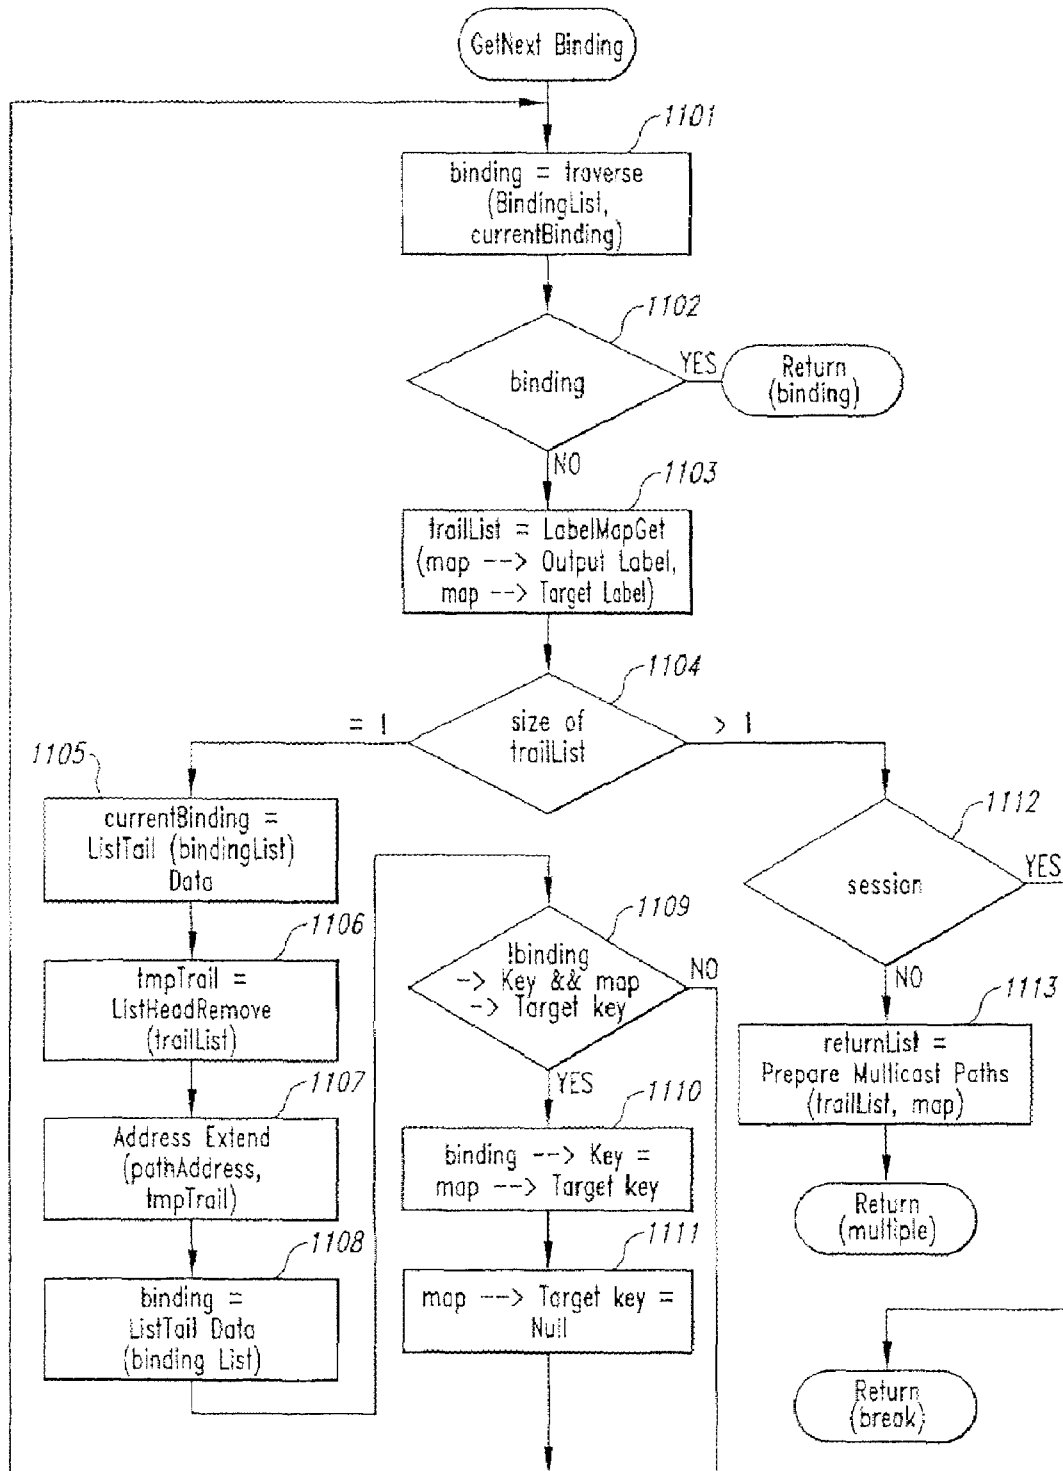 GetNext Binding
1101
binding = traverse
(BindingList,
currentBinding)
1102
binding
YES
Return
(binding)
NO
1103
trailList = LabelMapGet
(map --> Output Label,
map --> Target Label)
1104
size of
trailList
= 1
> 1
1105
currentBinding =
ListTail (bindingList)
Data
1106
tmpTrail =
ListHeadRemove
(trailList)
1107
Address Extend
(pathAddress,
tmpTrail)
1108
binding =
ListTail Data
(binding List)
1109
!binding
-> Key && map
-> Target key
NO
YES
1110
binding --> Key =
map --> Target key
1111
map --> Target key =
Null
1112
session
YES
NO
1113
returnList =
Prepare Multicast Paths
(trailList, map)
Return
(multiple)
Return
(break)